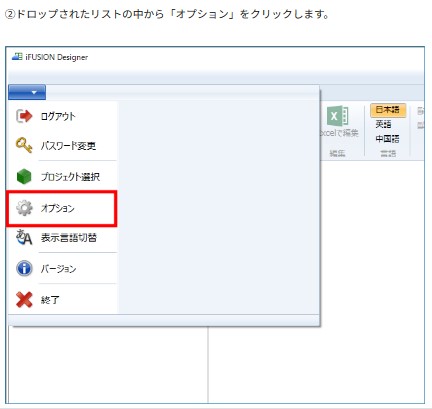 ②ドロップされたリストの中から「オプション」をクリックします。
iFUSION Designer
ログアウト
パスワード変更
プロジェクト選択
オプション
表示言語切替
バージョン
終了
Excelで編集
編集
日本語
英語
中国語
言語